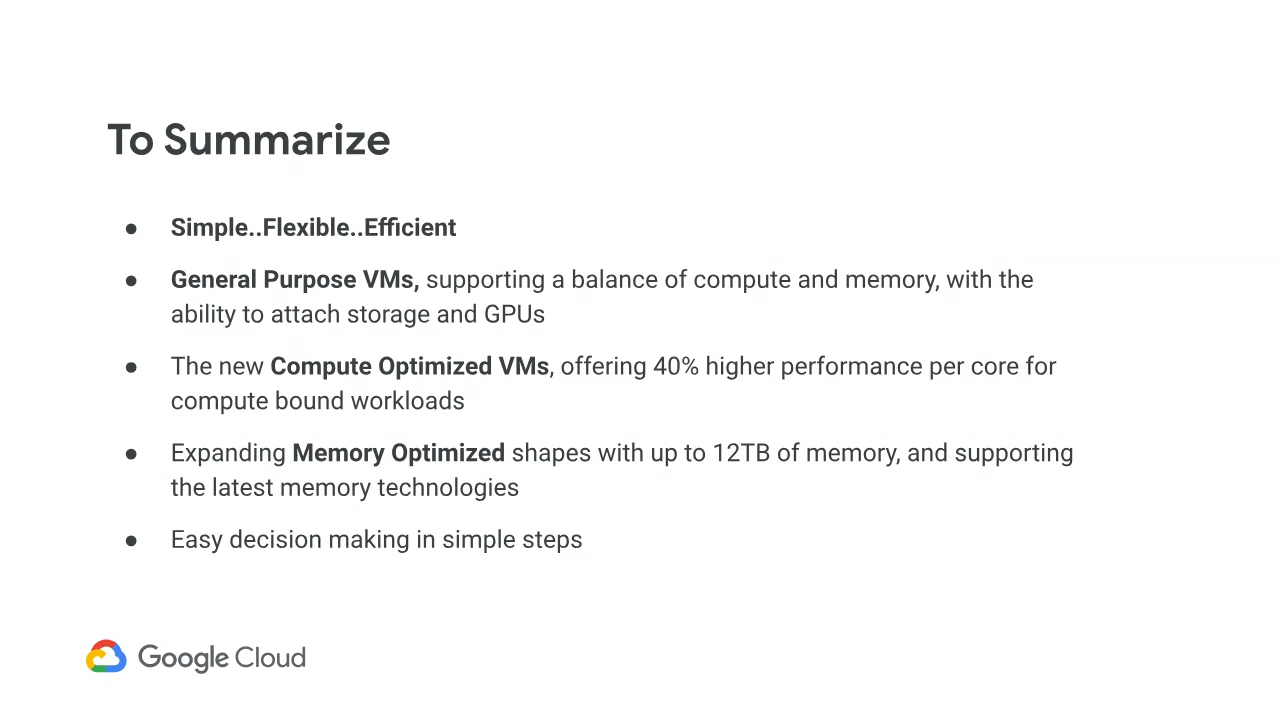 To Summarize
● Simple..Flexible..Efficient
● General Purpose VMs, supporting a balance of compute and memory, with the
ability to attach storage and GPUs
● The new Compute Optimized VMs, offering 40% higher performance per core for
compute bound workloads
● Expanding Memory Optimized shapes with up to 12TB of memory, and supporting
the latest memory technologies
● Easy decision making in simple steps
Google Cloud